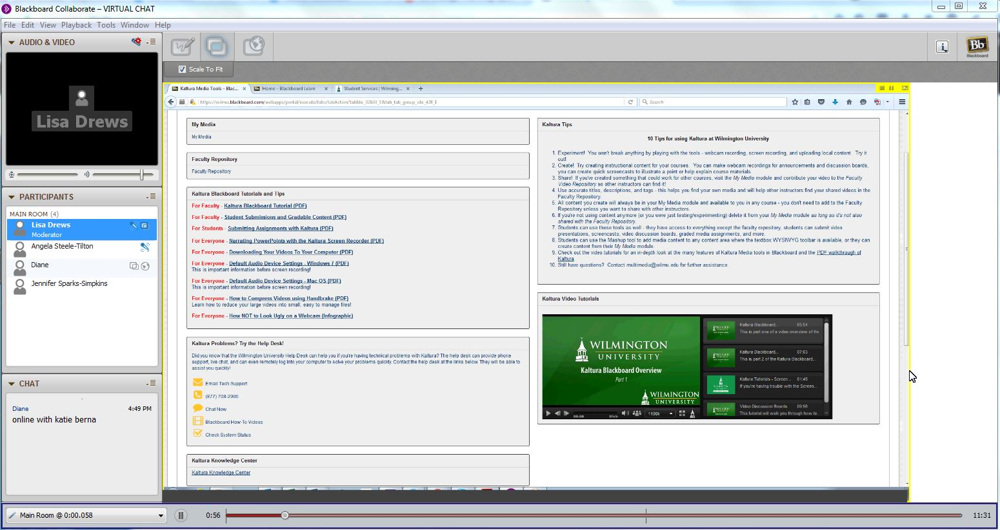 Blackboard Collaborate – VIRTUAL CHAT
File Edit View Playback Tools Window Help
AUDIO & VIDEO
Lisa Drews
PARTICIPANTS
MAIN ROOM (4)
Lisa Drews
Moderator
Angela Steele-Tilton
Diane
Jennifer Sparks-Simpkins
CHAT
Diane 4:49 PM
online with katie berna
Scale To Fit
Bb
Blackboard
Kaltura Media Tools – Blac...
Home – Blackboard Learn
Student Services | Wilming...
https://wilmu.blackboard.com/webapps/portal/execute/tabs/tabAction?tabId=_32633_1&tab_tab_group_id=_428_1
Search
My Media
My Media
Faculty Repository
Faculty Repository
Kaltura Blackboard Tutorials and Tips
For Faculty - Kaltura Blackboard Tutorial (PDF)
For Faculty - Student Submissions and Gradable Content (PDF)
For Students - Submitting Assignments with Kaltura (PDF)
For Everyone - Narrating PowerPoints with the Kaltura Screen Recorder (PDF)
For Everyone - Downloading Your Videos To Your Computer (PDF)
For Everyone - Default Audio Device Settings - Windows 7 (PDF)
This is important information before screen recording!
For Everyone - Default Audio Device Settings - Mac OS (PDF)
This is important information before screen recording!
For Everyone - How to Compress Videos using Handbrake (PDF)
Learn how to reduce your large videos into small, easy to manage files!
For Everyone - How NOT to Look Ugly on a Webcam (Infographic)
Kaltura Problems? Try the Help Desk!
Did you know that the Wilmington University Help Desk can help you if you're having technical problems with Kaltura? The help desk can provide phone
support, live chat, and can even remotely log into your computer to solve your problems quickly. Contact the help desk at the links below. They will be able to
assist you quickly!
Email Tech Support
(877) 708-2905
Chat Now
Blackboard How-To Videos
Check System Status
Kaltura Knowledge Center
Kaltura Knowledge Center
Kaltura Tips
10 Tips for using Kaltura at Wilmington University
1. Experiment! You won't break anything by playing with the tools - webcam recording, screen recording, and uploading local content. Try it
out!
2. Create! Try creating instructional content for your courses. You can make webcam recordings for announcements and discussion boards,
you can create quick screencasts to illustrate a point or help explain course materials.
3. Share! If you've created something that could work for other courses, visit the My Media module and contribute your video to the Faculty
Video Repository so other instructors can find it!
4. Use accurate titles, descriptions, and tags - this helps you find your own media and will help other instructors find your shared videos in the
Faculty Repository.
5. All content you create will always be in your My Media module and available to you in any course - you don't need to add to the Faculty
Repository unless you want to share with other instructors.
6. If you're not using content anymore (or you were just testing/experimenting) delete it from your My Media module as long as it's not also
shared with the Faculty Repository.
7. Students can use these tools as well - they have access to everything except the faculty repository, students can submit video
presentations, screencasts, video discussion boards, graded media assignments, and more.
8. Students can use the Mashup tool to add media content to any content area where the textbox WYSIWYG toolbar is available, or they can
create content from their My Media module.
9. Check out the video tutorials for an in-depth look at the many features of Kaltura Media tools in Blackboard and the PDF walkthrough of
Kaltura.
10. Still have questions? Contact multimedia@wilmu.edu for further assistance.
Kaltura Video Tutorials
WILMINGTON
UNIVERSITY
Kaltura Blackboard Overview
Part 1
WILMINGTON
UNIVERSITY
00:00
1100k
Kaltura Blackboard... 05:54
This is part one of a video overview of the
Kaltura Blackboard... 07:03
This is part 2 of the Kaltura Blackboard...
Kaltura Tutorials - Screen... 01:45
If you're having trouble with the Screen...
Video Discussion Boards 09:56
This tutorial will walk you through how to...
Main Room @ 0:00.058
0:56
11:31